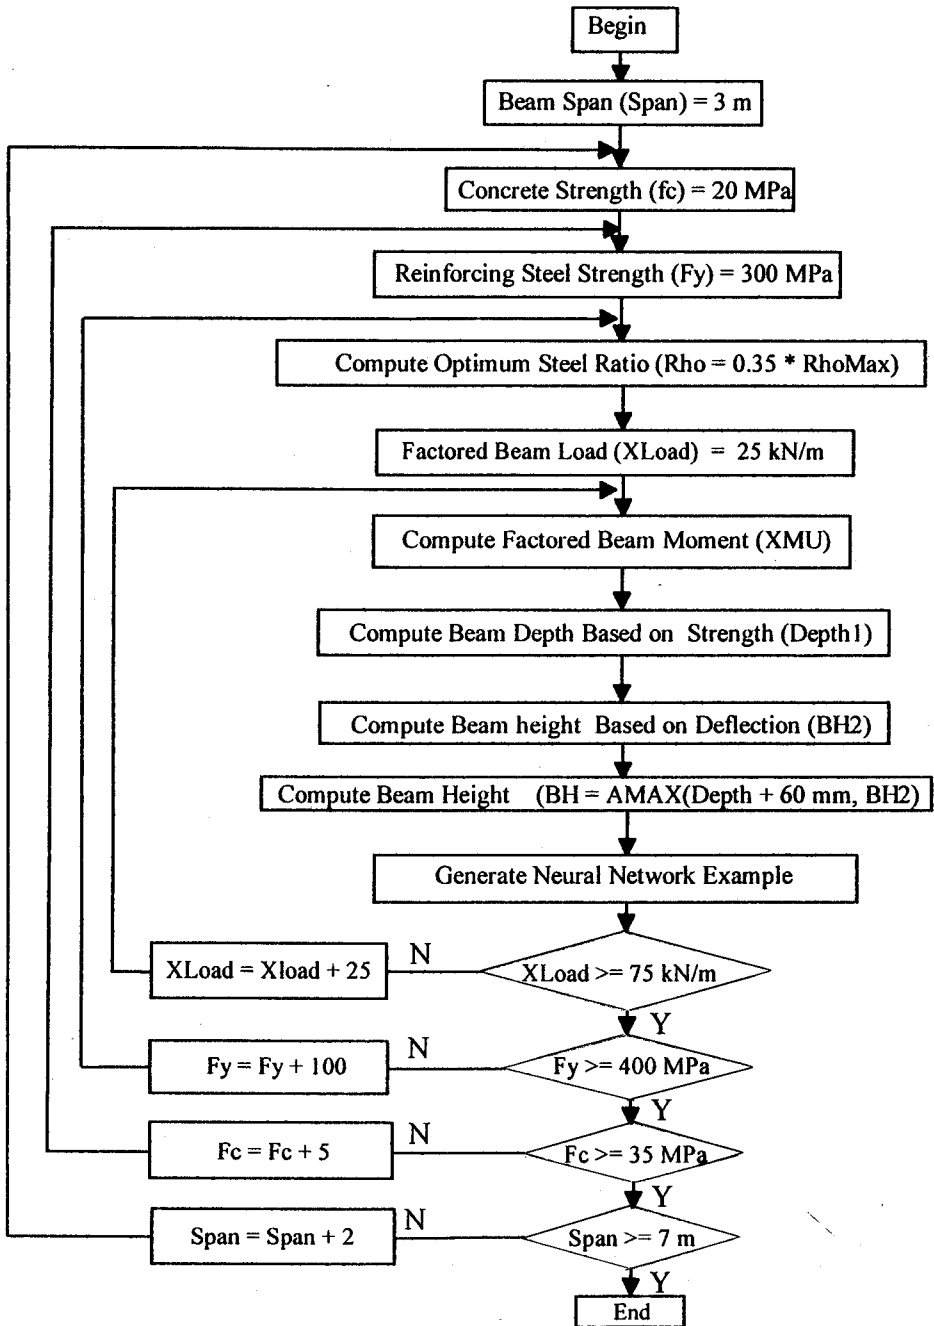 Begin
Beam Span (Span) = 3 m
Concrete Strength (fc) = 20 MPa
Reinforcing Steel Strength (Fy) = 300 MPa
Compute Optimum Steel Ratio (Rho = 0.35 * RhoMax)
Factored Beam Load (XLoad) = 25 kN/m
Compute Factored Beam Moment (XMU)
Compute Beam Depth Based on Strength (Depth1)
Compute Beam height Based on Deflection (BH2)
Compute Beam Height (BH = AMAX(Depth + 60 mm, BH2)
Generate Neural Network Example
XLoad = Xload + 25
N
XLoad >= 75 kN/m
Y
Fy = Fy + 100
N
Fy >= 400 MPa
Y
Fc = Fc + 5
N
Fc >= 35 MPa
Y
Span = Span + 2
N
Span >= 7 m
Y
End